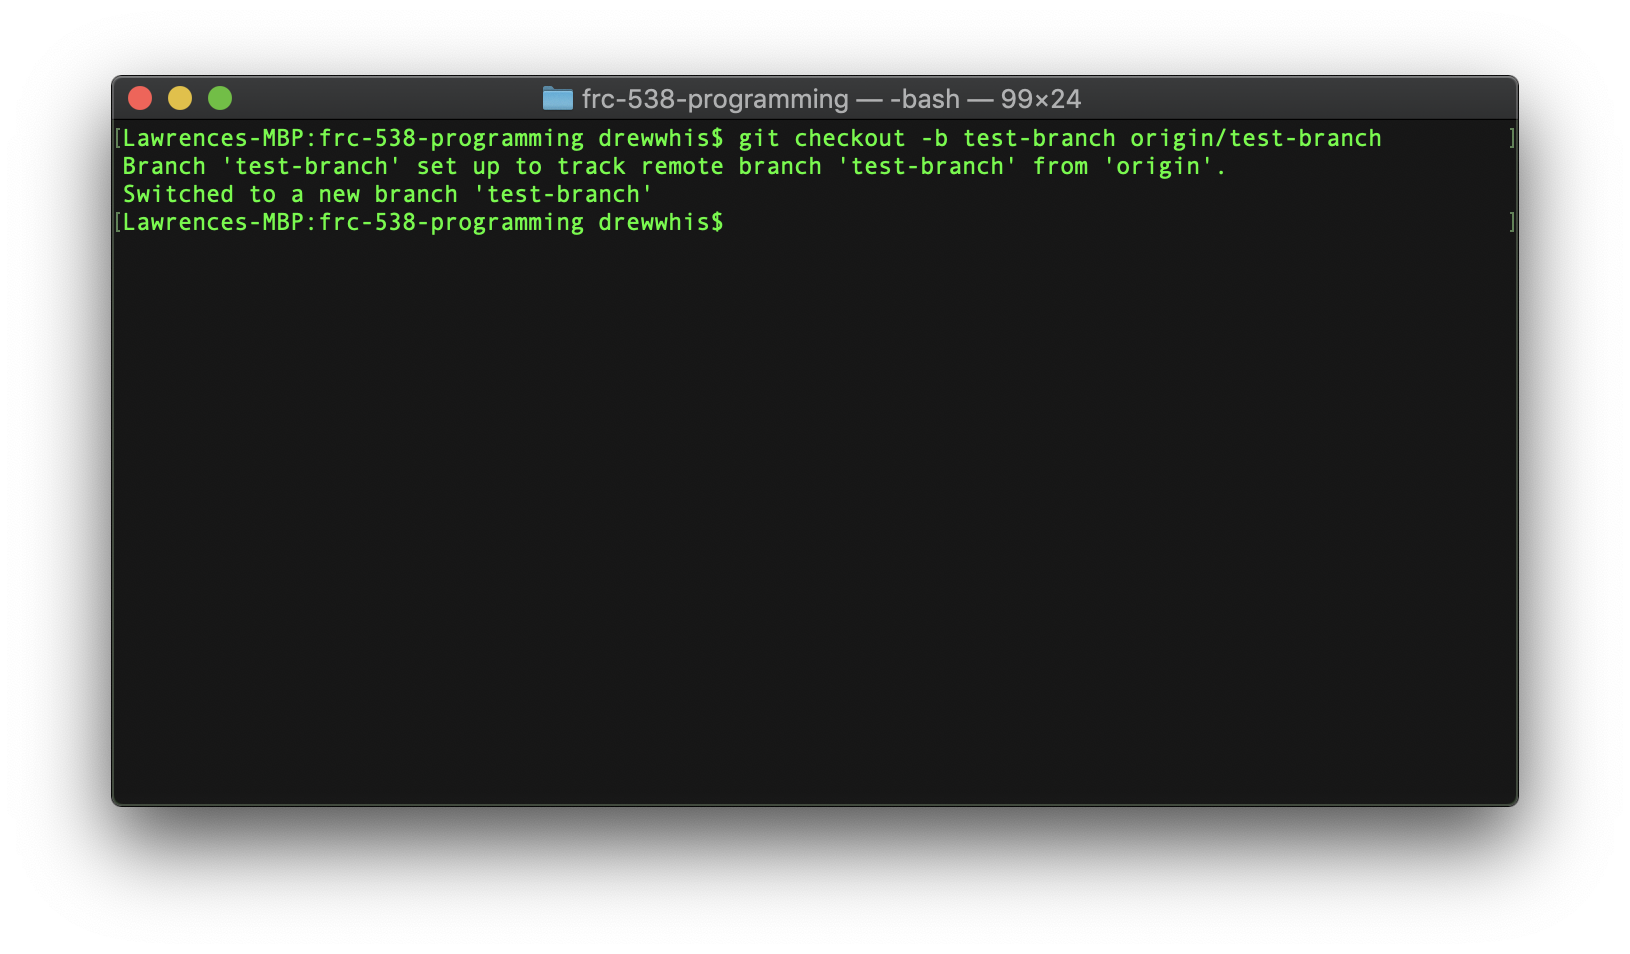 frc-538-programming — -bash — 99×24
[Lawrences-MBP:frc-538-programming drewwhis$ git checkout -b test-branch origin/test-branch ]
Branch 'test-branch' set up to track remote branch 'test-branch' from 'origin'.
Switched to a new branch 'test-branch'
[Lawrences-MBP:frc-538-programming drewwhis$ ]